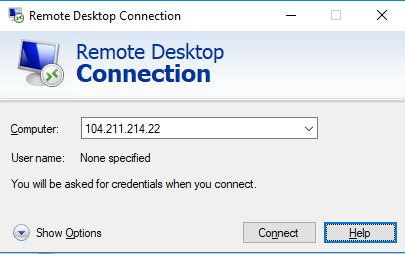 Remote Desktop Connection
Remote Desktop
Connection
Computer: 104.211.214.22
User name: None specified
You will be asked for credentials when you connect.
Show Options Connect Help